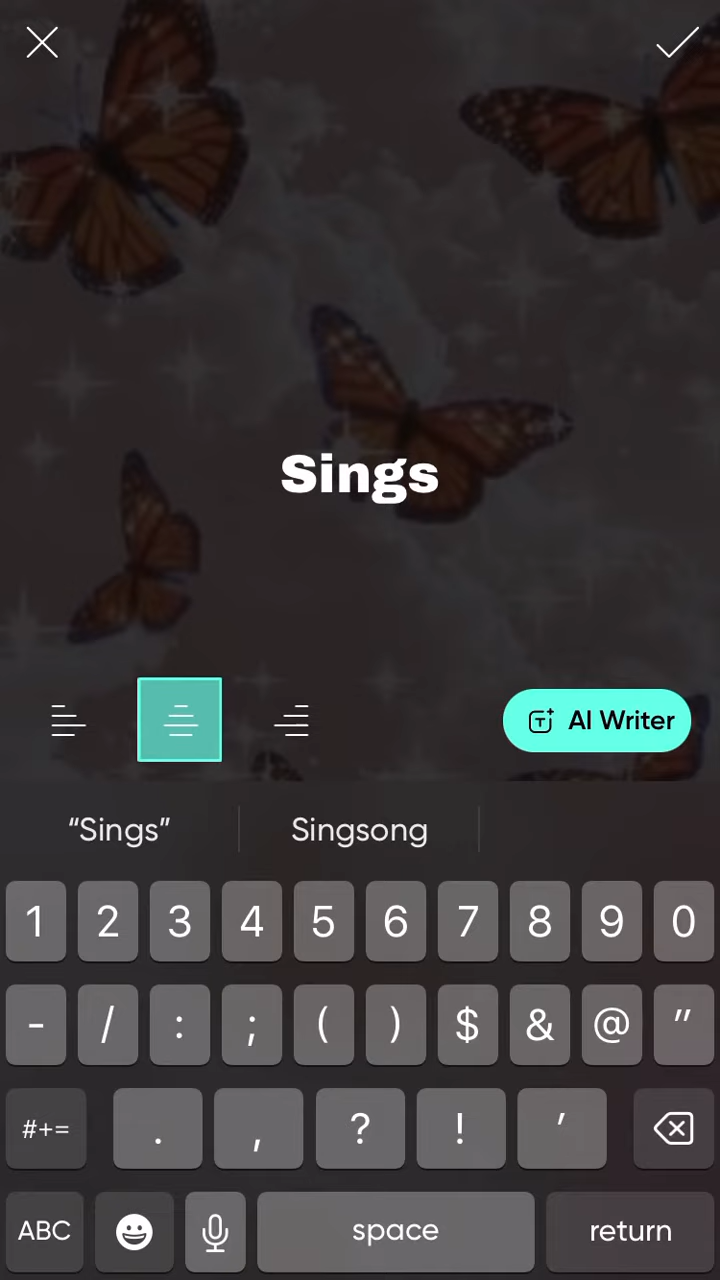 Sings
AI Writer
“Sings” Singsong
1 2 3 4 5 6 7 8 9 0
- / : ; ( ) $ & @ "
#+= . , ? ! '
ABC space return